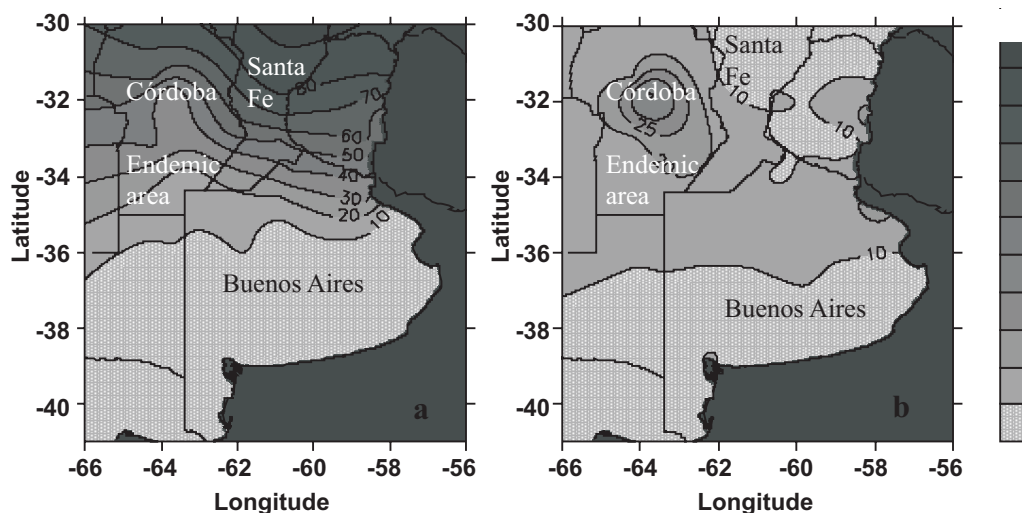 -30
-32
-34
-36
-38
-40
Latitude
-66
-64
-62
-60
-58
-56
Longitude
Córdoba
Santa
Fe
Endemic
area
Buenos Aires
80
70
60
50
40
30
20
10
a
-30
-32
-34
-36
-38
-40
Latitude
-66
-64
-62
-60
-58
-56
Longitude
Santa
Fe
Córdoba
Endemic
area
Buenos Aires
10
25
10
10
b